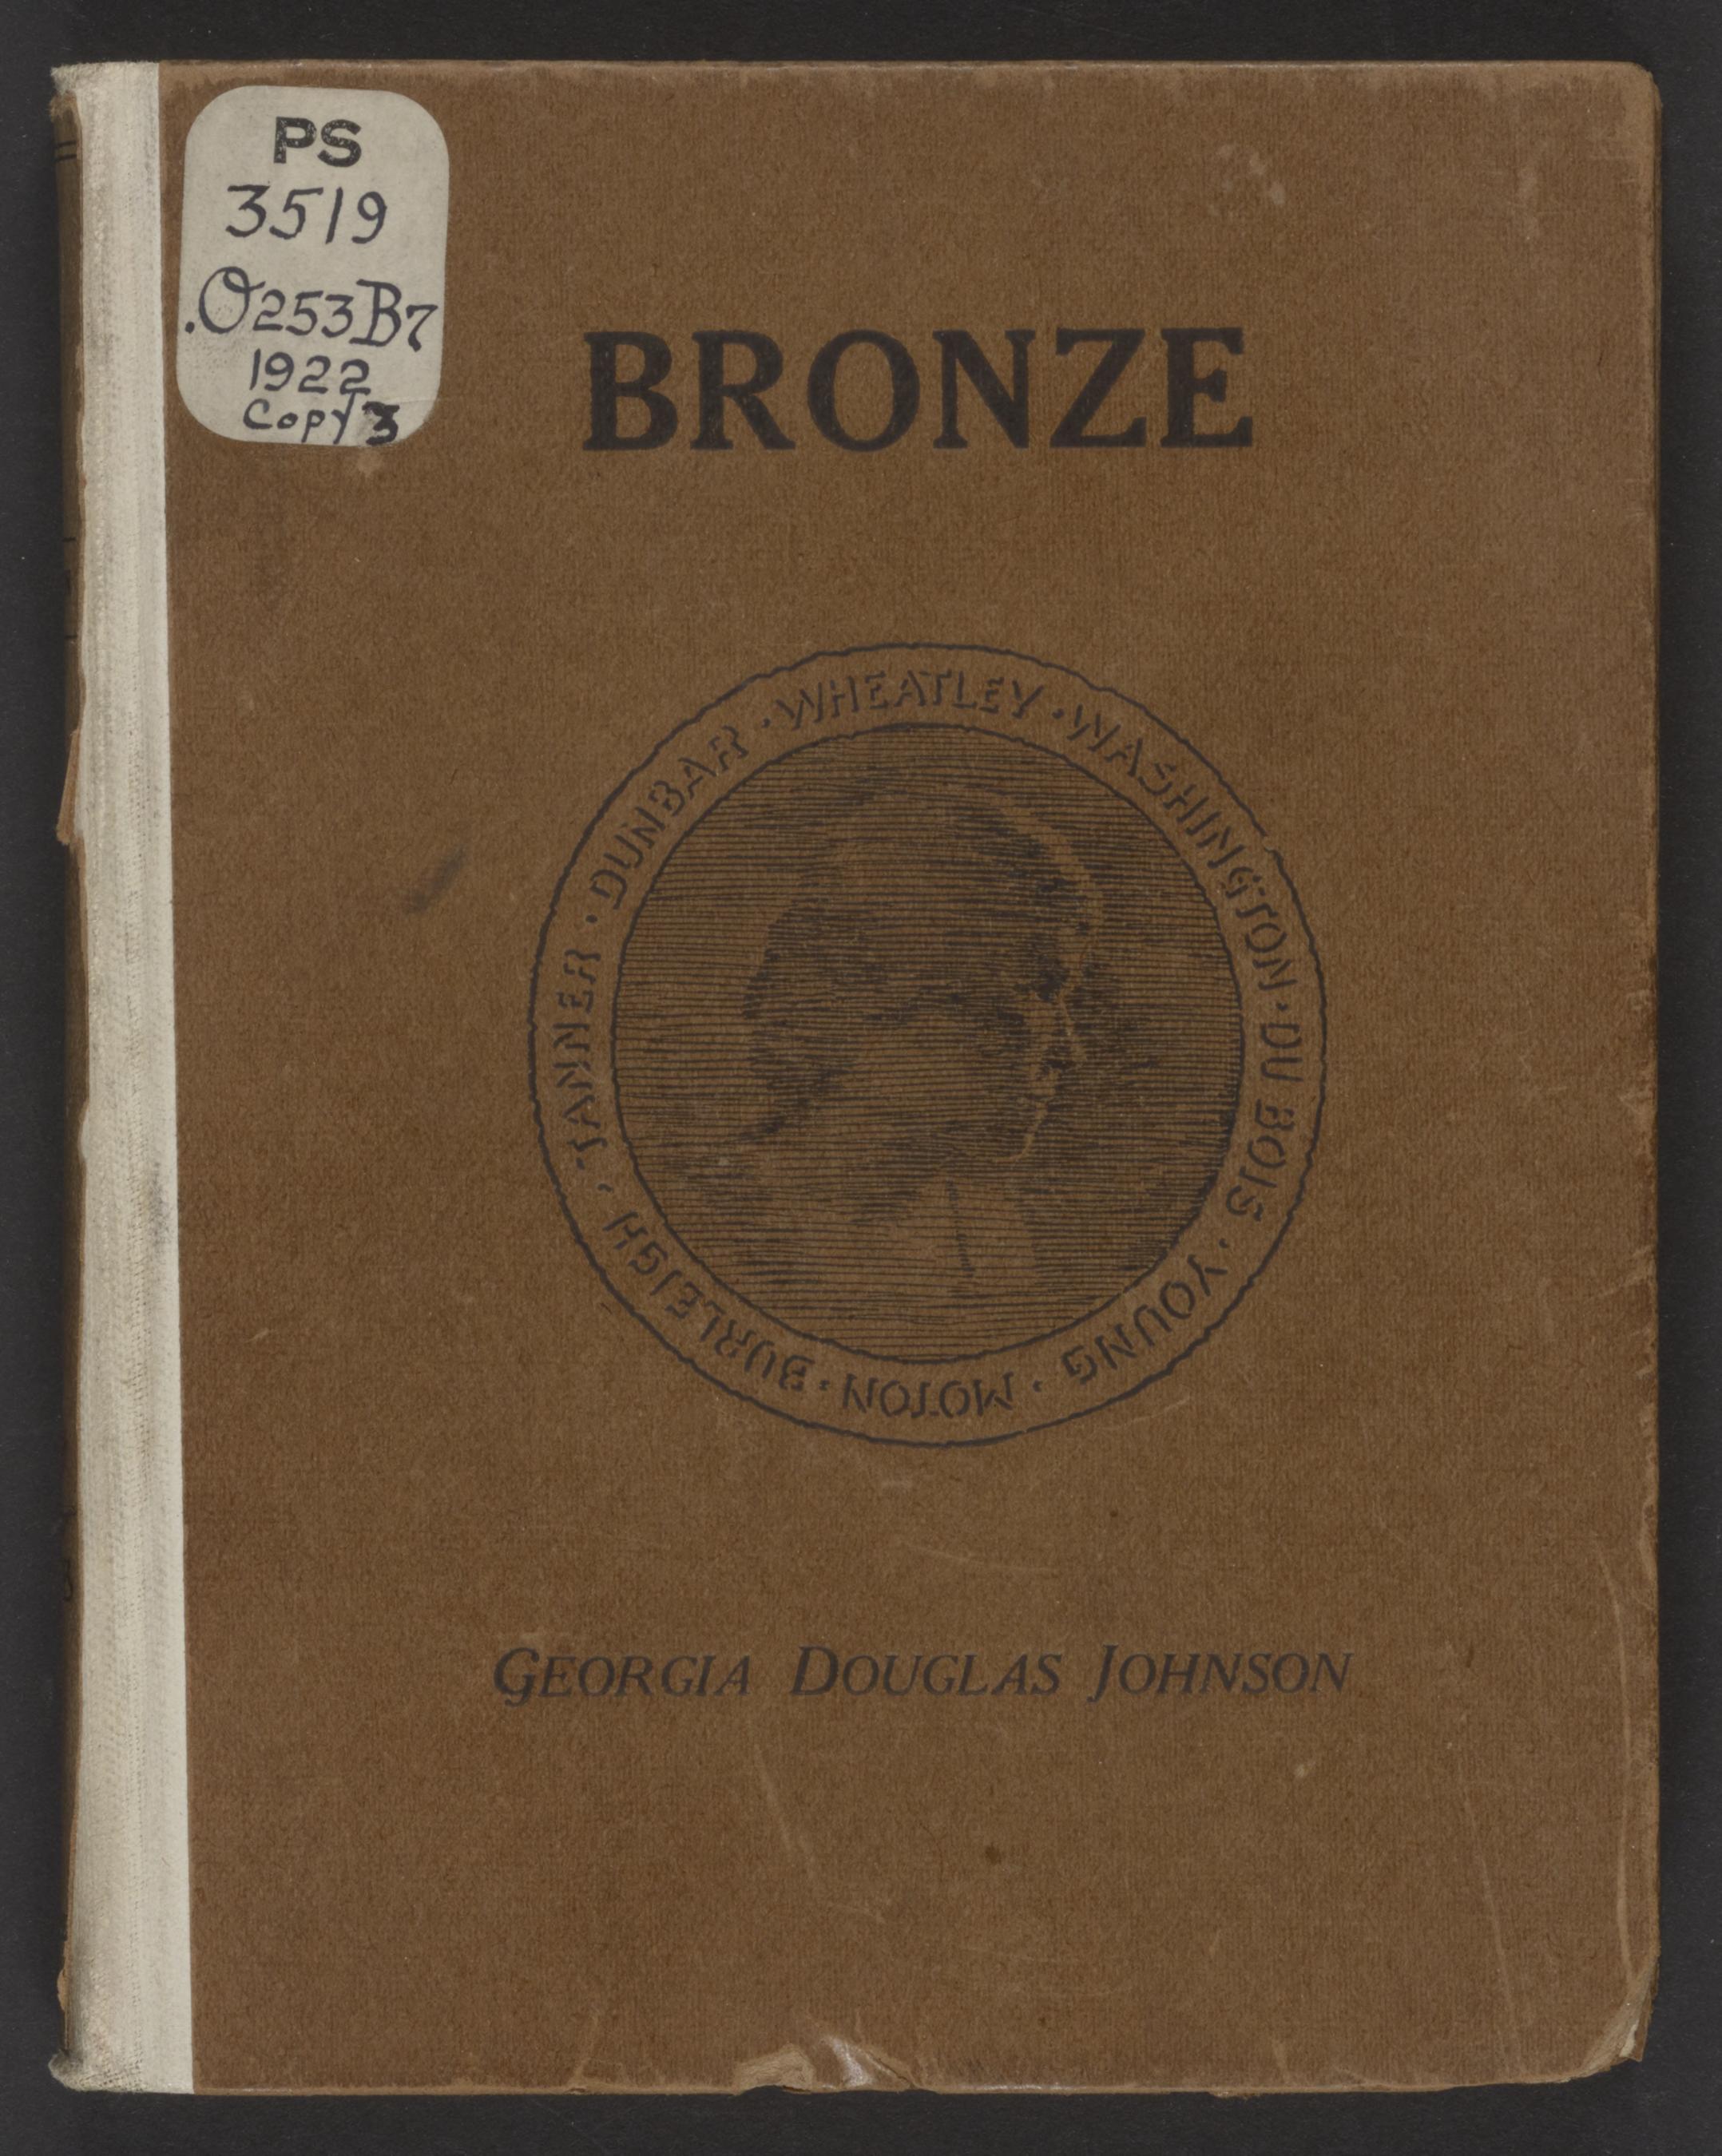 PS
3519
.O253B7
1922
Copy 3
BRONZE
WHEATLEY · WASHINGTON · DU BOIS · YOUNG · MOTON · BURLEIGH · TANNER · DUNBAR ·
GEORGIA DOUGLAS JOHNSON